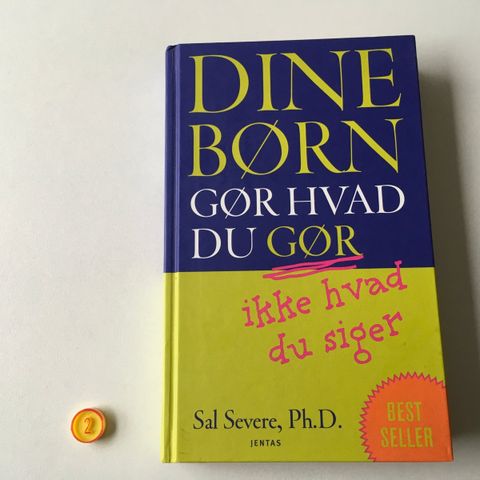 DINE
BØRN
GØR HVAD
DU GØR
ikke hvad
du siger
Sal Severe, Ph.D.
JENTAS
BEST
SELLER
2